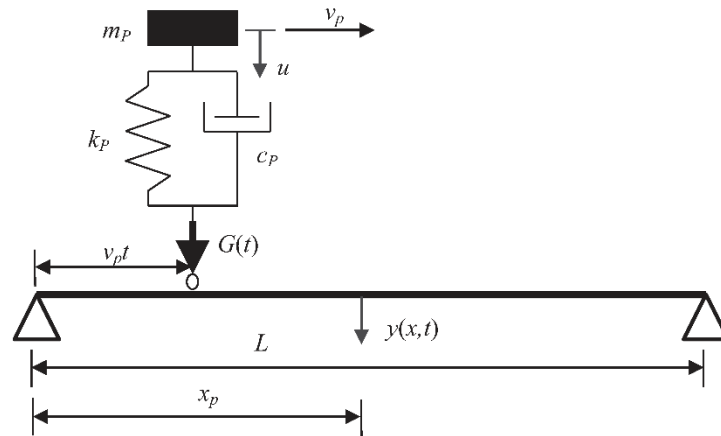 m_P
v_p
u
k_P
c_P
G(t)
v_pt
y(x,t)
L
x_p